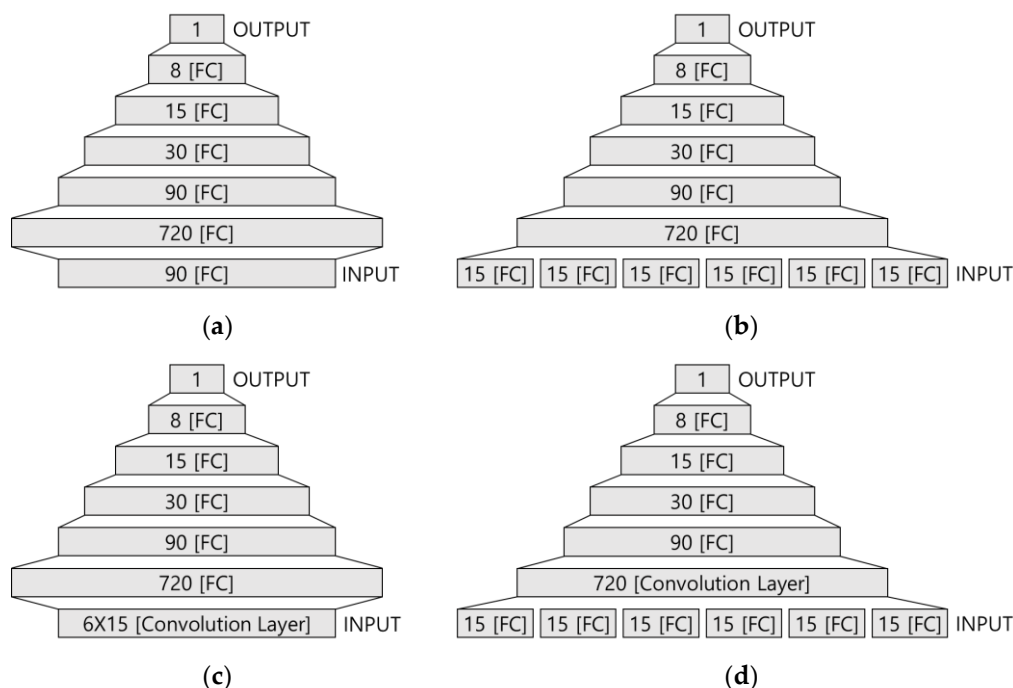 1 OUTPUT 1 OUTPUT
8 [FC] 8 [FC]
15 [FC] 15 [FC]
30 [FC] 30 [FC]
90 [FC] 90 [FC]
720 [FC] 720 [FC]
90 [FC] INPUT 15 [FC] 15 [FC] 15 [FC] 15 [FC] 15 [FC] 15 [FC] INPUT
(a) (b)
1 OUTPUT 1 OUTPUT
8 [FC] 8 [FC]
15 [FC] 15 [FC]
30 [FC] 30 [FC]
90 [FC] 90 [FC]
720 [FC] 720 [Convolution Layer]
6X15 [Convolution Layer] INPUT 15 [FC] 15 [FC] 15 [FC] 15 [FC] 15 [FC] 15 [FC] INPUT
(c) (d)